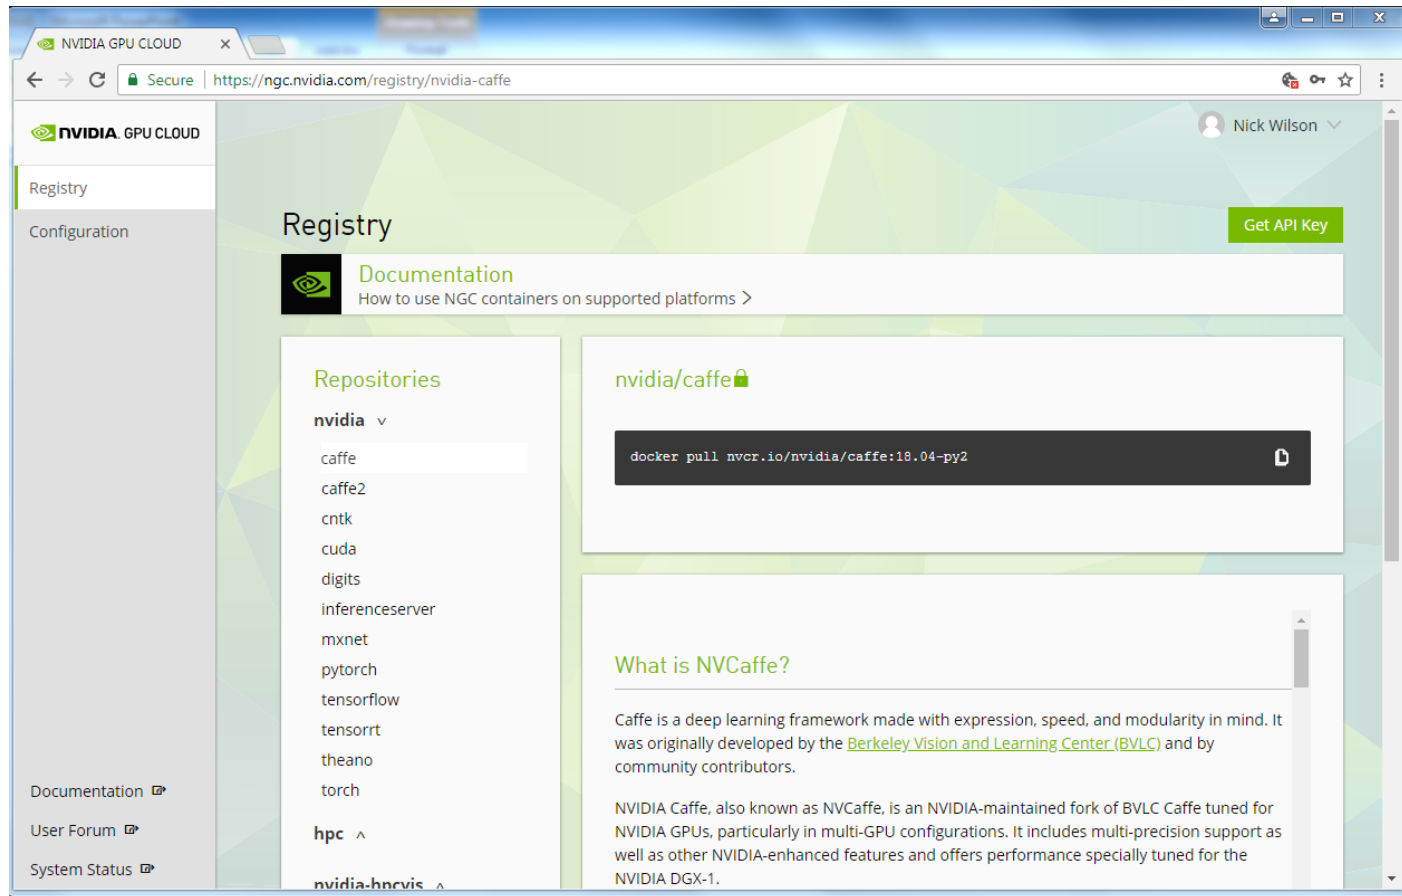 NVIDIA GPU CLOUD
Secure
https://ngc.nvidia.com/registry/nvidia-caffe
NVIDIA. GPU CLOUD
Nick Wilson
Registry
Configuration
Registry
Get API Key
Documentation
How to use NGC containers on supported platforms
Repositories
nvidia
caffe
caffe2
cntk
cuda
digits
inferenceserver
mxnet
pytorch
tensorflow
tensorrt
theano
torch
hpc
nvidia-hpcvis
nvidia/caffe
docker pull nvcr.io/nvidia/caffe:18.04-py2
What is NVCaffe?
Caffe is a deep learning framework made with expression, speed, and modularity in mind. It
was originally developed by the Berkeley Vision and Learning Center (BVLC) and by
community contributors.
NVIDIA Caffe, also known as NVCaffe, is an NVIDIA-maintained fork of BVLC Caffe tuned for
NVIDIA GPUs, particularly in multi-GPU configurations. It includes multi-precision support as
well as other NVIDIA-enhanced features and offers performance specially tuned for the
NVIDIA DGX-1.
Documentation
User Forum
System Status